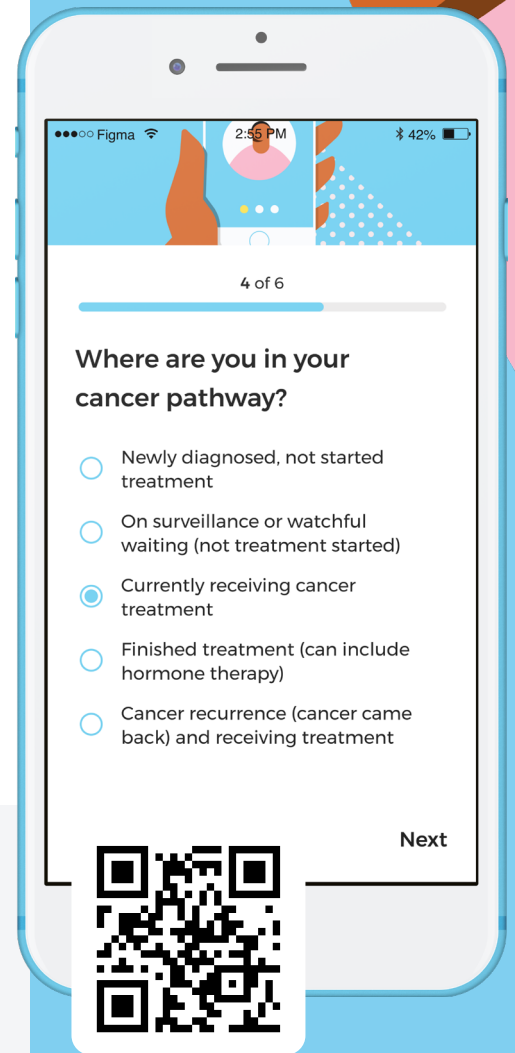 Figma 2:55 PM 42%
4 of 6
Where are you in your
cancer pathway?
Newly diagnosed, not started
treatment
On surveillance or watchful
waiting (not treatment started)
Currently receiving cancer
treatment
Finished treatment (can include
hormone therapy)
Cancer recurrence (cancer came
back) and receiving treatment
Next